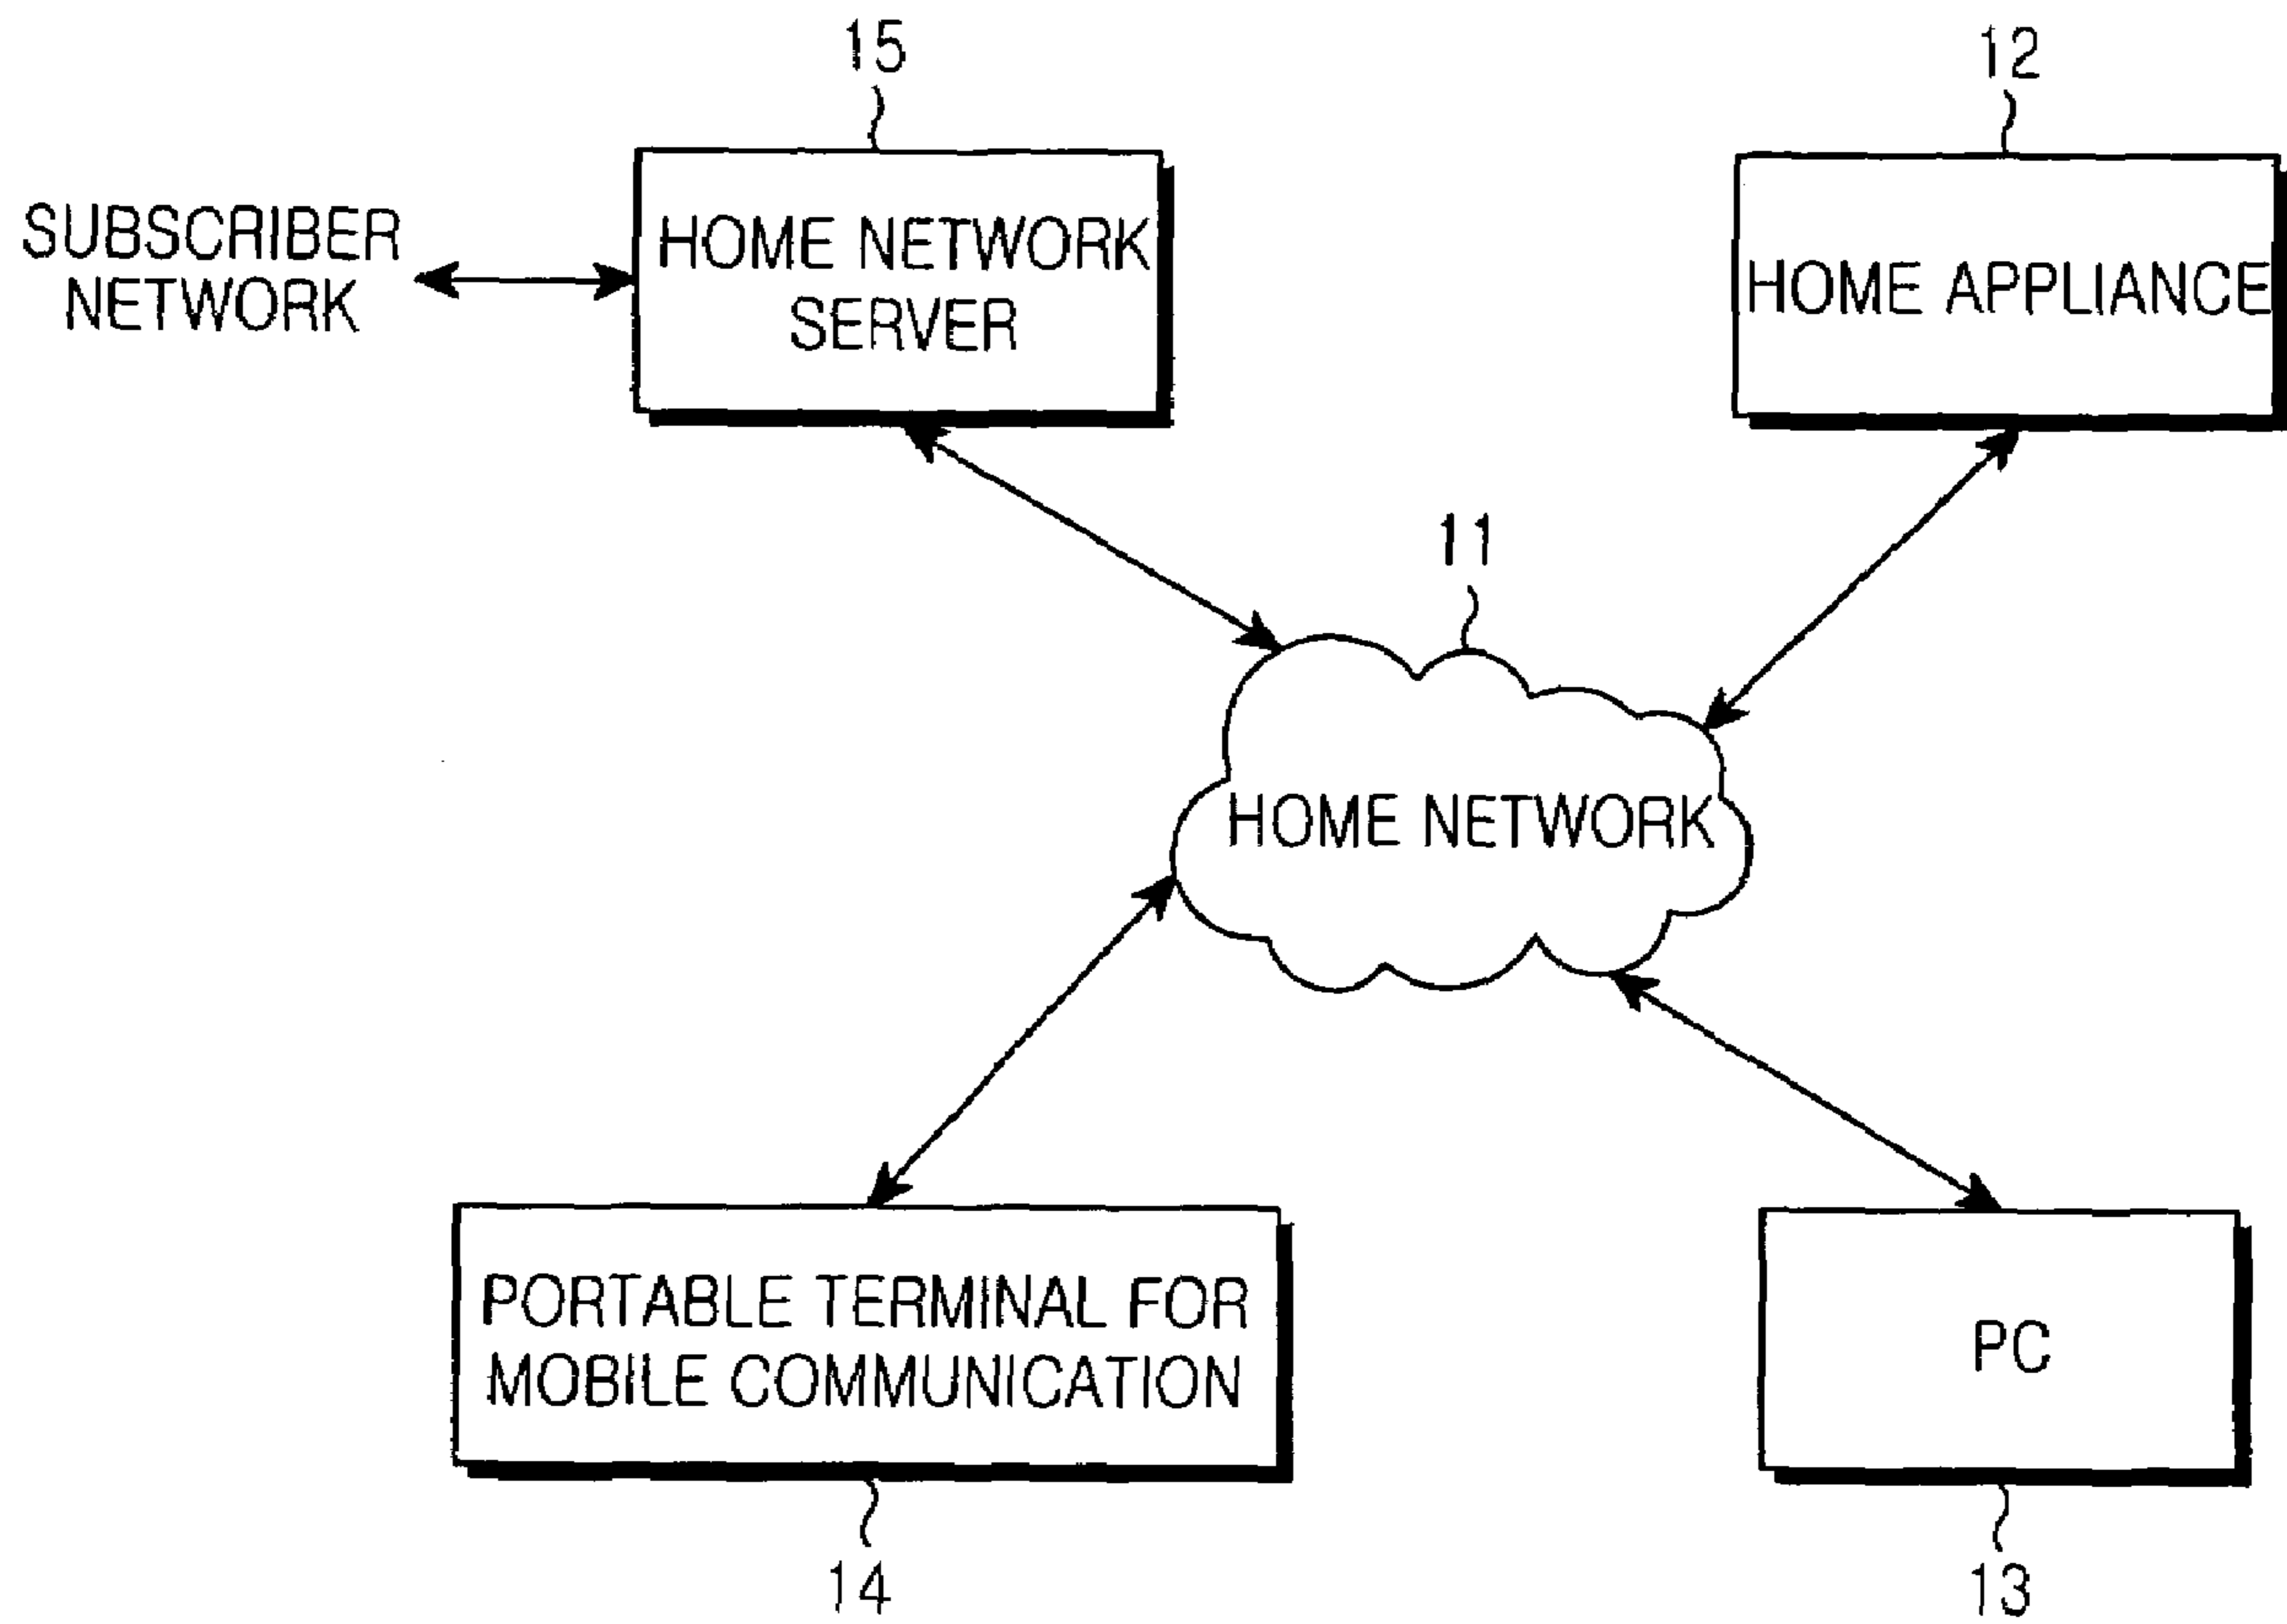 15
12
SUBSCRIBER
NETWORK
HOME NETWORK
SERVER
HOME APPLIANCE
11
HOME NETWORK
PORTABLE TERMINAL FOR
MOBILE COMMUNICATION
PC
14
13